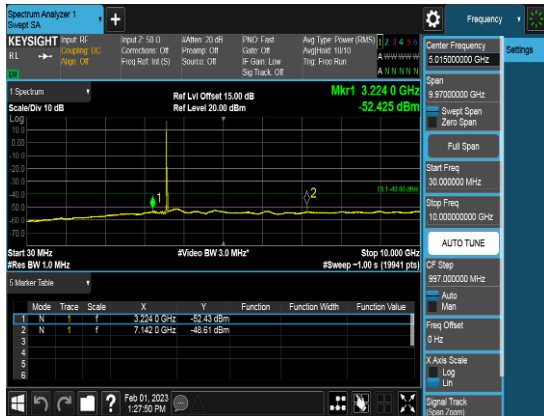 Spectrum Analyzer 1
Swept SA
+
Frequency
KEYSIGHT
RL
Input: RF
Coupling: DC
Align: Off
Input Z: 50 Ω
Corrections: Off
Freq Ref: Int (S)
#Atten: 20 dB
Preamp: Off
Source: Off
PNO: Fast
Gate: Off
IF Gain: Low
Sig Track: Off
Avg Type: Power (RMS)
Avg|Hold: 10/10
Trig: Free Run
1 2 3 4 5 6
A W W W W W
A N N N N N
1 Spectrum
Scale/Div 10 dB
Ref Lvl Offset 15.00 dB
Ref Level 20.00 dBm
Mkr1 3.224 0 GHz
-52.425 dBm
Log
10.0
0.00
-10.0
-20.0
-30.0
-40.0
-50.0
-60.0
-70.0
1
2
DL1 -40.00 dBm
Start 30 MHz
#Res BW 1.0 MHz
#Video BW 3.0 MHz*
Stop 10.000 GHz
#Sweep ~1.00 s (19941 pts)
5 Marker Table
Mode Trace Scale X Y Function Function Width Function Value
1 N 1 f 3.224 0 GHz -52.43 dBm
2 N 1 f 7.142 0 GHz -48.61 dBm
3
4
5
6
Feb 01, 2023
1:27:50 PM
Settings
Center Frequency
5.015000000 GHz
Span
9.97000000 GHz
Swept Span
Zero Span
Full Span
Start Freq
30.000000 MHz
Stop Freq
10.000000000 GHz
AUTO TUNE
CF Step
997.000000 MHz
Auto
Man
Freq Offset
0 Hz
X Axis Scale
Log
Lin
Signal Track
(Span Zoom)